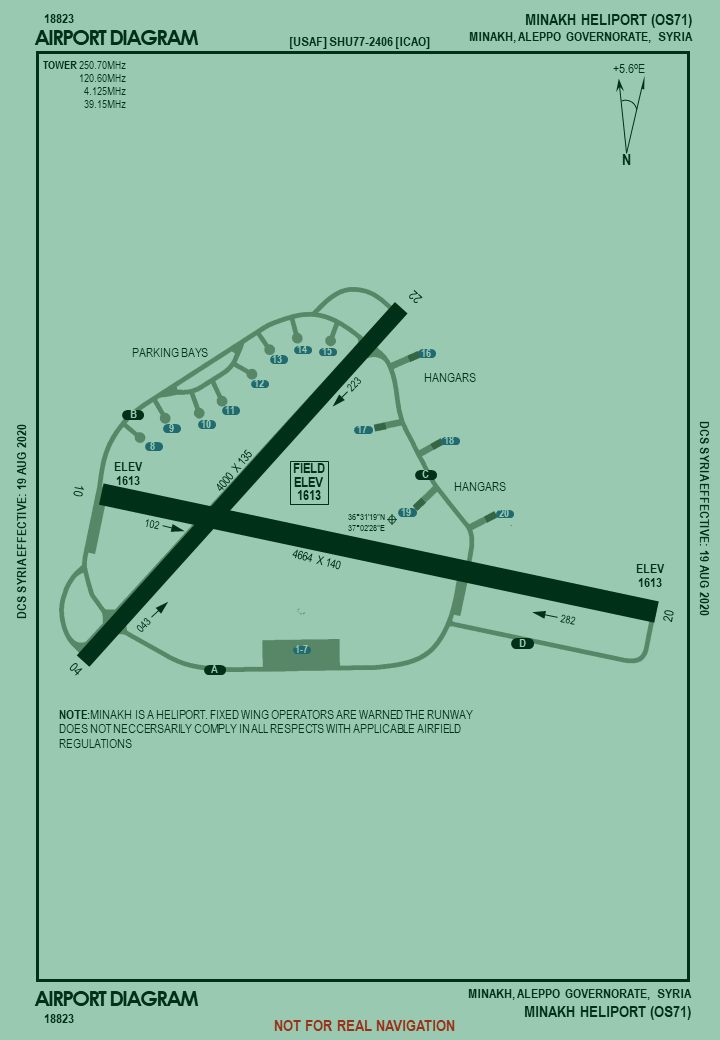 18823
AIRPORT DIAGRAM
[USAF] SHU77-2406 [ICAO]
MINAKH HELIPORT (OS71)
MINAKH, ALEPPO GOVERNORATE, SYRIA
TOWER 250.70MHz
120.60MHz
4.125MHz
39.15MHz
+5.6ºE
N
22
PARKING BAYS
13
14
15
16
HANGARS
12
223
B
11
10
9
8
17
18
4000 X 135
FIELD
ELEV
1613
C
HANGARS
ELEV
1613
10
102
19
20
36°31'19"N
37°02'28"E
4664 X 140
ELEV
1613
20
282
043
D
04
1-7
A
DCS SYRIA EFFECTIVE: 19 AUG 2020
DCS SYRIA EFFECTIVE: 19 AUG 2020
NOTE:MINAKH IS A HELIPORT. FIXED WING OPERATORS ARE WARNED THE RUNWAY
DOES NOT NECCERSARILY COMPLY IN ALL RESPECTS WITH APPLICABLE AIRFIELD
REGULATIONS
AIRPORT DIAGRAM
18823
MINAKH, ALEPPO GOVERNORATE, SYRIA
MINAKH HELIPORT (OS71)
NOT FOR REAL NAVIGATION